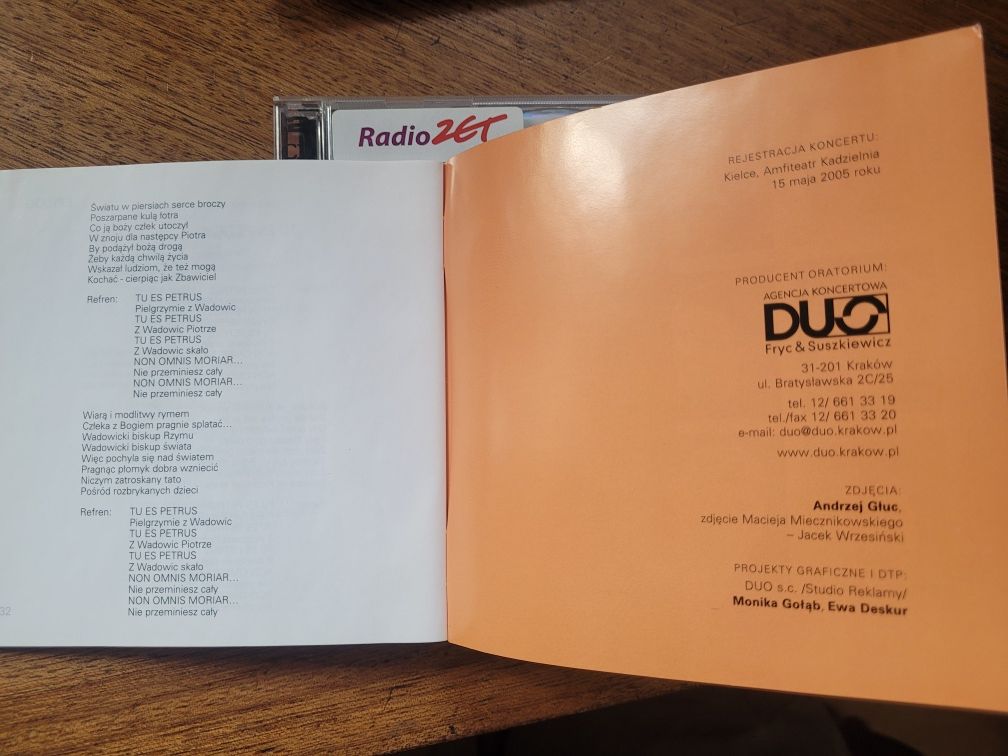 Radio ZET
Światu w piersiach serce broczy
Poszarpane kulą łotra
Co ją boży człek utoczył
W znoju dla następcy Piotra
By podążył bożą drogą
Żeby każdą chwilą życia
Wskazał ludziom, że też mogą
Kochać - cierpiąc jak Zbawiciel
Refren: TU ES PETRUS
Pielgrzymie z Wadowic
TU ES PETRUS
Z Wadowic Piotrze
TU ES PETRUS
Z Wadowic skało
NON OMNIS MORIAR...
Nie przeminiesz cały
NON OMNIS MORIAR...
Nie przeminiesz cały
Wiarą i modlitwy rymem
Człeka z Bogiem pragnie splatać...
Wadowicki biskup Rzymu
Wadowicki biskup świata
Więc pochyla się nad światem
Pragnąc płomyk dobra wzniecić
Niczym zatroskany tato
Pośród rozbrykanych dzieci
Refren: TU ES PETRUS
Pielgrzymie z Wadowic
TU ES PETRUS
Z Wadowic Piotrze
TU ES PETRUS
Z Wadowic skało
NON OMNIS MORIAR...
Nie przeminiesz cały
NON OMNIS MORIAR...
Nie przeminiesz cały
32
REJESTRACJA KONCERTU:
Kielce, Amfiteatr Kadzielnia
15 maja 2005 roku
PRODUCENT ORATORIUM:
AGENCJA KONCERTOWA
DUO
Fryc & Suszkiewicz
31-201 Kraków
ul. Bratysławska 2C/25
tel. 12/ 661 33 19
tel./fax 12/ 661 33 20
e-mail: duo@duo.krakow.pl
www.duo.krakow.pl
ZDJĘCIA:
Andrzej Głuc,
zdjęcie Macieja Miecznikowskiego
– Jacek Wrzesiński
PROJEKTY GRAFICZNE I DTP:
DUO s.c. /Studio Reklamy/
Monika Gołąb, Ewa Deskur